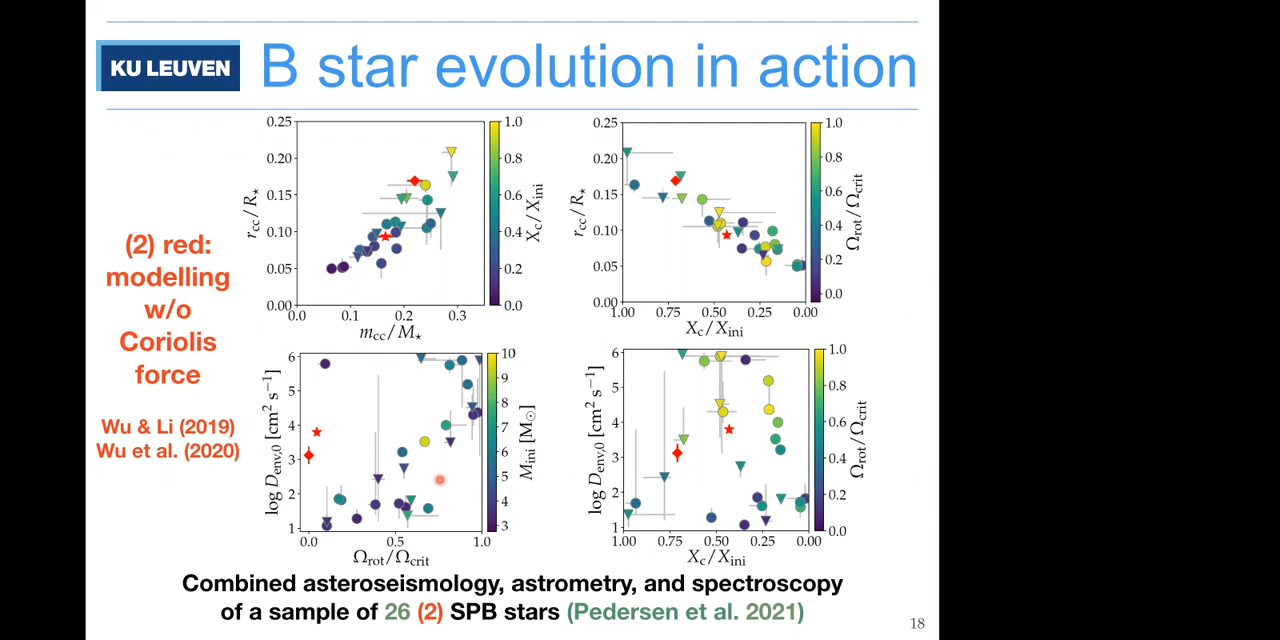 KU LEUVEN
B star evolution in action
(2) red:
modelling
w/o
Coriolis
force
Wu & Li (2019)
Wu et al. (2020)
0.25
0.20
0.15
0.10
0.05
0.00
r_cc/R⋆
0.0
0.1
0.2
0.3
m_cc/M⋆
1.0
0.8
0.6
0.4
0.2
0.0
X_c/X_ini
0.25
0.20
0.15
0.10
0.05
0.00
r_cc/R⋆
1.00
0.75
0.50
0.25
0.00
X_c/X_ini
1.0
0.8
0.6
0.4
0.2
0.0
Ω_rot/Ω_crit
6
5
4
3
2
1
log D_env,0 [cm² s⁻¹]
0.0
0.5
1.0
Ω_rot/Ω_crit
10
9
8
7
6
5
4
3
M_ini [M⊙]
6
5
4
3
2
1
log D_env,0 [cm² s⁻¹]
1.00
0.75
0.50
0.25
0.00
X_c/X_ini
1.0
0.8
0.6
0.4
0.2
0.0
Ω_rot/Ω_crit
Combined asteroseismology, astrometry, and spectroscopy
of a sample of 26 (2) SPB stars (Pedersen et al. 2021)
18